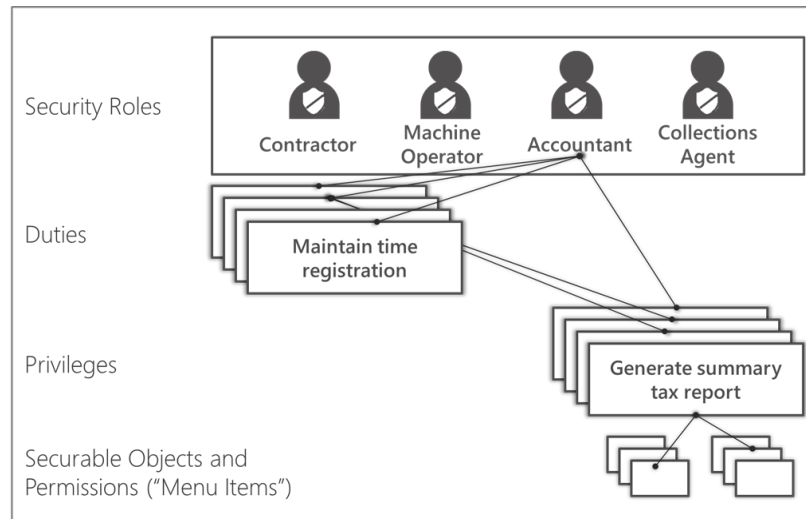 Security Roles
Contractor
Machine
Operator
Accountant
Collections
Agent
Duties
Maintain time
registration
Privileges
Generate summary
tax report
Securable Objects and
Permissions (“Menu Items”)